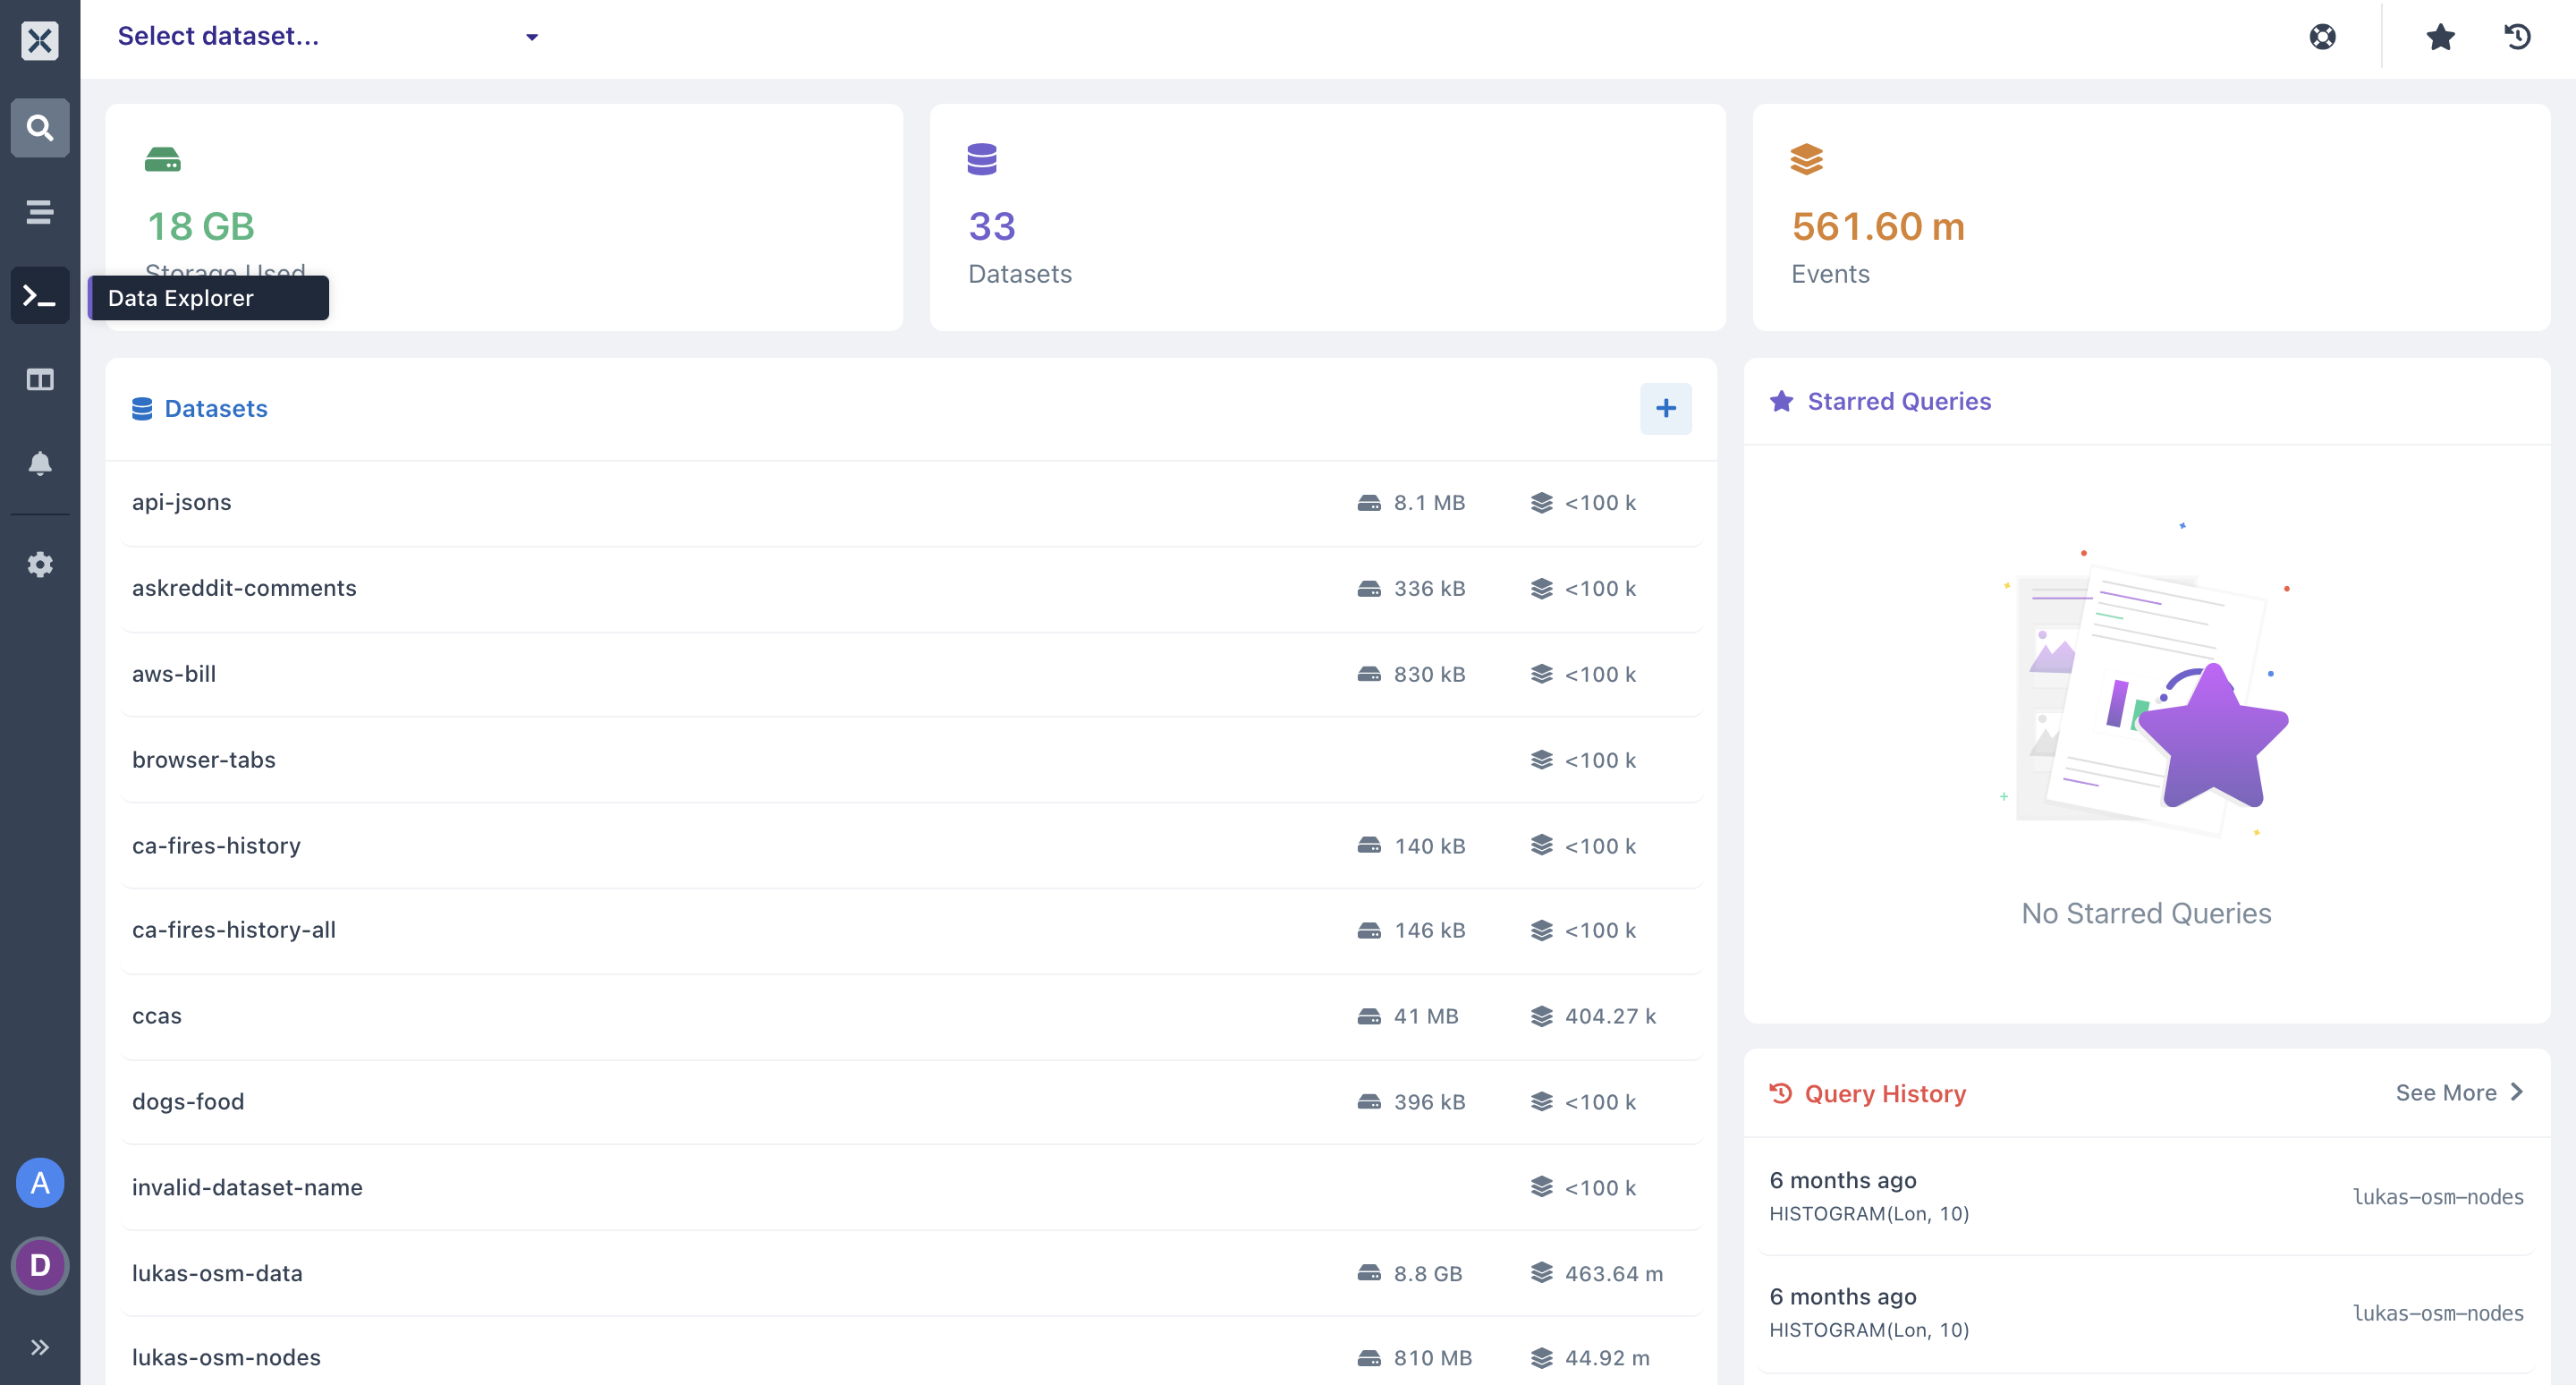 Select dataset...
18 GB
Storage Used
33
Datasets
561.60 m
Events
Data Explorer
Datasets
+
api-jsons 8.1 MB <100 k
askreddit-comments 336 kB <100 k
aws-bill 830 kB <100 k
browser-tabs <100 k
ca-fires-history 140 kB <100 k
ca-fires-history-all 146 kB <100 k
ccas 41 MB 404.27 k
dogs-food 396 kB <100 k
invalid-dataset-name <100 k
lukas-osm-data 8.8 GB 463.64 m
lukas-osm-nodes 810 MB 44.92 m
Starred Queries
No Starred Queries
Query History See More
6 months ago
HISTOGRAM(Lon, 10)
lukas-osm-nodes
6 months ago
HISTOGRAM(Lon, 10)
lukas-osm-nodes
A
D